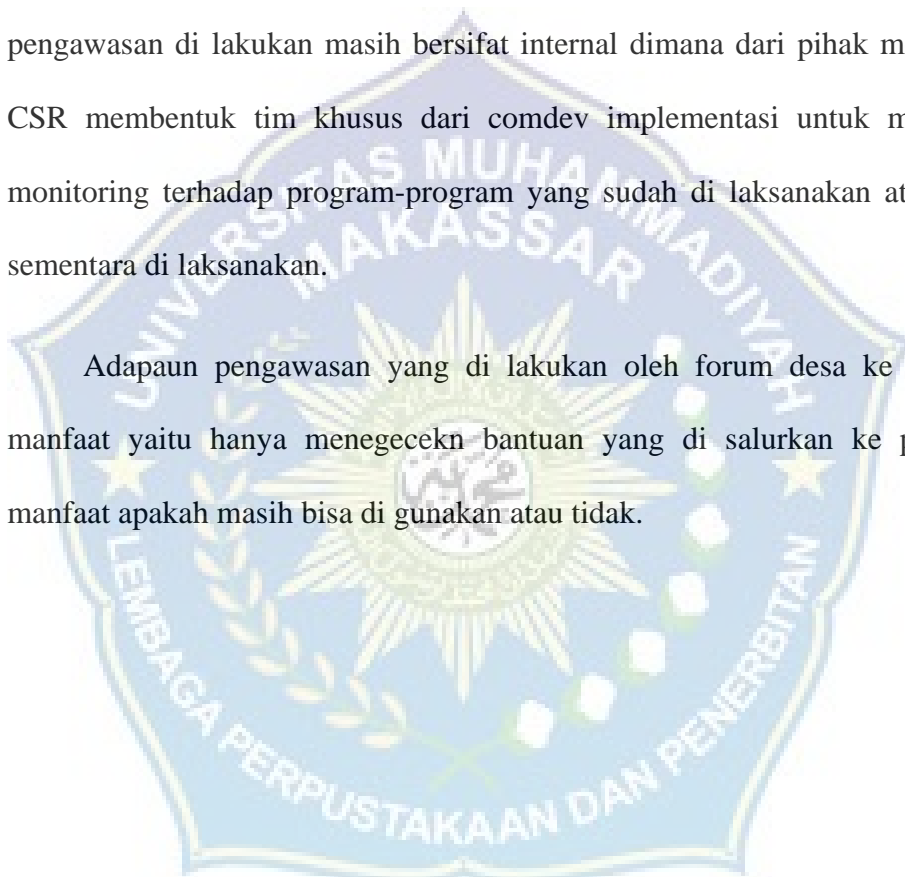 pengawasan di lakukan masih bersifat internal dimana dari pihak m
CSR membentuk tim khusus dari comdev implementasi untuk m
monitoring terhadap program-program yang sudah di laksanakan at
sementara di laksanakan.
Adapaun pengawasan yang di lakukan oleh forum desa ke
manfaat yaitu hanya menegecekn bantuan yang di salurkan ke p
manfaat apakah masih bisa di gunakan atau tidak.
UNIVERSITAS MUHAMMADIYAH
MAKASSAR
LEMBAGA PERPUSTAKAAN DAN PENERBITAN